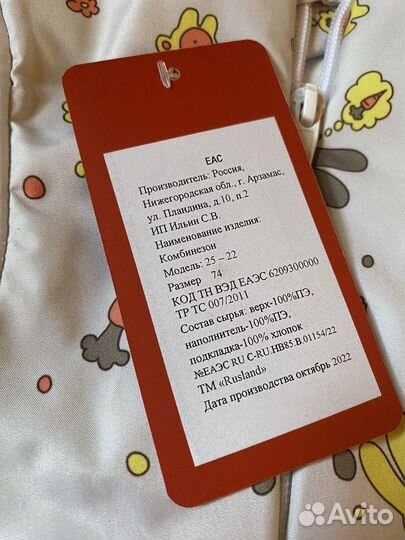 ЕАС
Производитель: Россия,
Нижегородская обл., г. Арзамас,
ул. Пландина, д.10, п.2
ИП Ильин С.В.
Наименование изделия:
Комбинезон
Модель: 25 – 22
Размер 74
КОД ТН ВЭД ЕАЭС 6209300000
ТР ТС 007/2011
Состав сырья: верх-100%ПЭ,
наполнитель-100%ПЭ,
подкладка-100% хлопок
№ЕАЭС RU С-RU.НВ85.В.01154/22
ТМ «Rusland»
Дата производства октябрь 2022
Avito